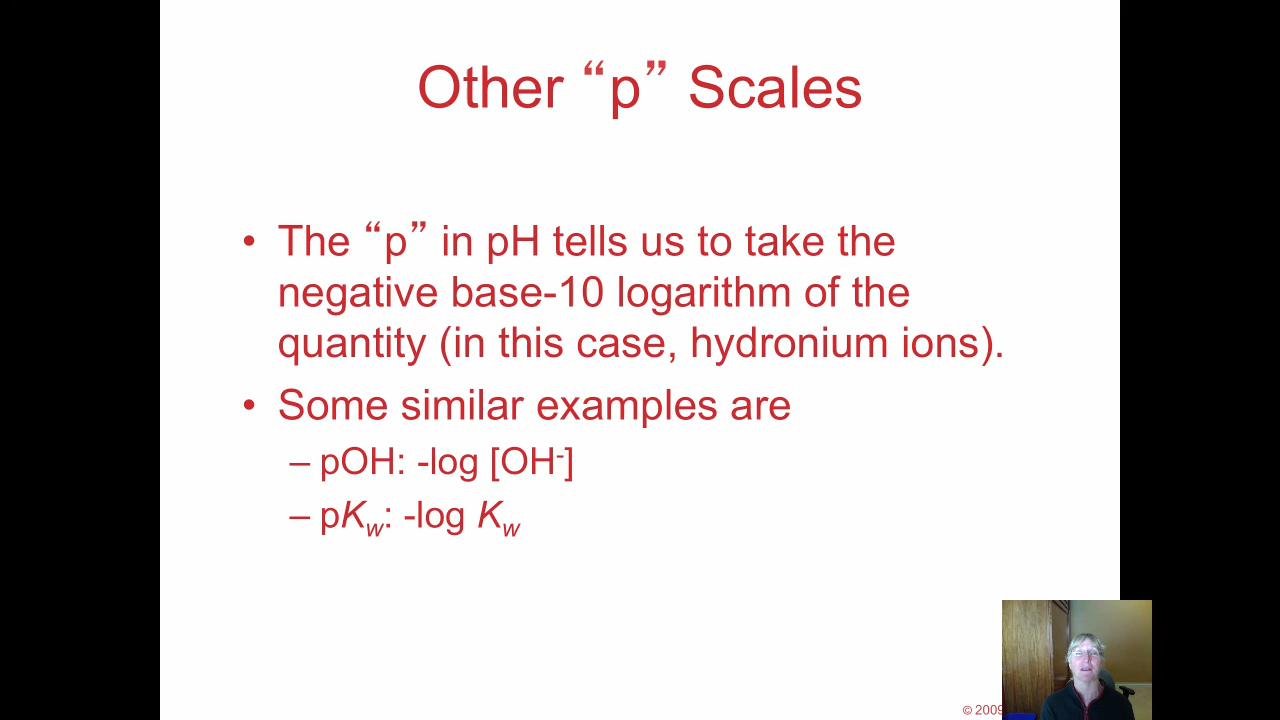 Other “p” Scales
• The “p” in pH tells us to take the
negative base-10 logarithm of the
quantity (in this case, hydronium ions).
• Some similar examples are
– pOH: -log [OH-]
– pKw: -log Kw
© 2009